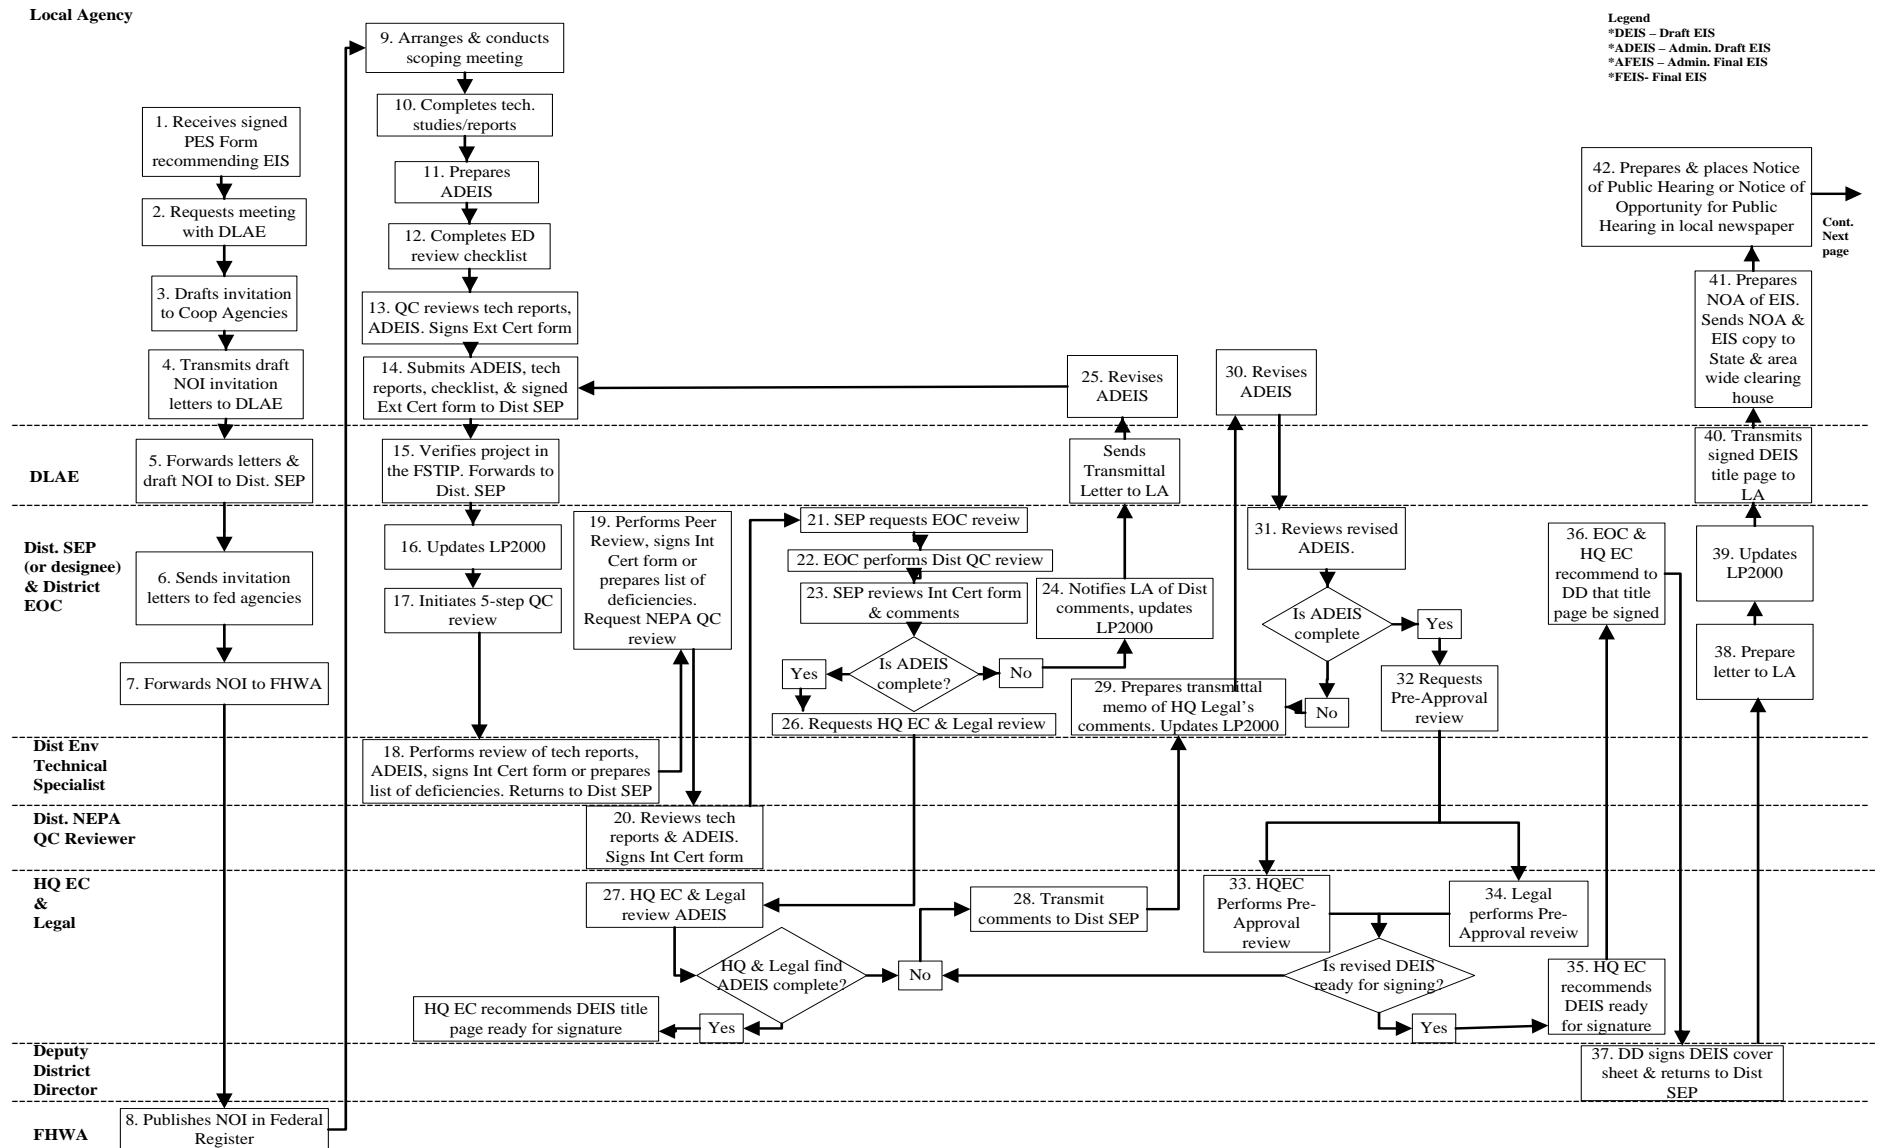 Local Agency
Legend
*DEIS – Draft EIS
*ADEIS – Admin. Draft EIS
*AFEIS – Admin. Final EIS
*FEIS- Final EIS
1. Receives signed
PES Form
recommending EIS
2. Requests meeting
with DLAE
3. Drafts invitation
to Coop Agencies
4. Transmits draft
NOI invitation
letters to DLAE
9. Arranges & conducts
scoping meeting
10. Completes tech.
studies/reports
11. Prepares
ADEIS
12. Completes ED
review checklist
13. QC reviews tech reports,
ADEIS. Signs Ext Cert form
14. Submits ADEIS, tech
reports, checklist, & signed
Ext Cert form to Dist SEP
25. Revises
ADEIS
30. Revises
ADEIS
42. Prepares & places Notice
of Public Hearing or Notice of
Opportunity for Public
Hearing in local newspaper
Cont.
Next
page
41. Prepares
NOA of EIS.
Sends NOA &
EIS copy to
State & area
wide clearing
house
DLAE
5. Forwards letters &
draft NOI to Dist. SEP
15. Verifies project in
the FSTIP. Forwards to
Dist. SEP
Sends
Transmittal
Letter to LA
40. Transmits
signed DEIS
title page to
LA
Dist. SEP
(or designee)
& District
EOC
6. Sends invitation
letters to fed agencies
7. Forwards NOI to FHWA
16. Updates LP2000
17. Initiates 5-step QC
review
19. Performs Peer
Review, signs Int
Cert form or
prepares list of
deficiencies.
Request NEPA QC
review
21. SEP requests EOC reveiw
22. EOC performs Dist QC review
23. SEP reviews Int Cert form
& comments
Is ADEIS
complete?
Yes
No
24. Notifies LA of Dist
comments, updates
LP2000
26. Requests HQ EC & Legal review
29. Prepares transmittal
memo of HQ Legal's
comments. Updates LP2000
31. Reviews revised
ADEIS.
Is ADEIS
complete
Yes
No
32 Requests
Pre-Approval
review
36. EOC &
HQ EC
recommend to
DD that title
page be signed
39. Updates
LP2000
38. Prepare
letter to LA
Dist Env
Technical
Specialist
18. Performs review of tech reports,
ADEIS, signs Int Cert form or prepares
list of deficiencies. Returns to Dist SEP
Dist. NEPA
QC Reviewer
20. Reviews tech
reports & ADEIS.
Signs Int Cert form
HQ EC
&
Legal
27. HQ EC & Legal
review ADEIS
HQ & Legal find
ADEIS complete?
No
Yes
HQ EC recommends DEIS title
page ready for signature
28. Transmit
comments to Dist SEP
33. HQEC
Performs Pre-
Approval
review
34. Legal
performs Pre-
Approval reveiw
Is revised DEIS
ready for signing?
Yes
35. HQ EC
recommends
DEIS ready
for signature
Deputy
District
Director
37. DD signs DEIS cover
sheet & returns to Dist
SEP
FHWA
8. Publishes NOI in Federal
Register